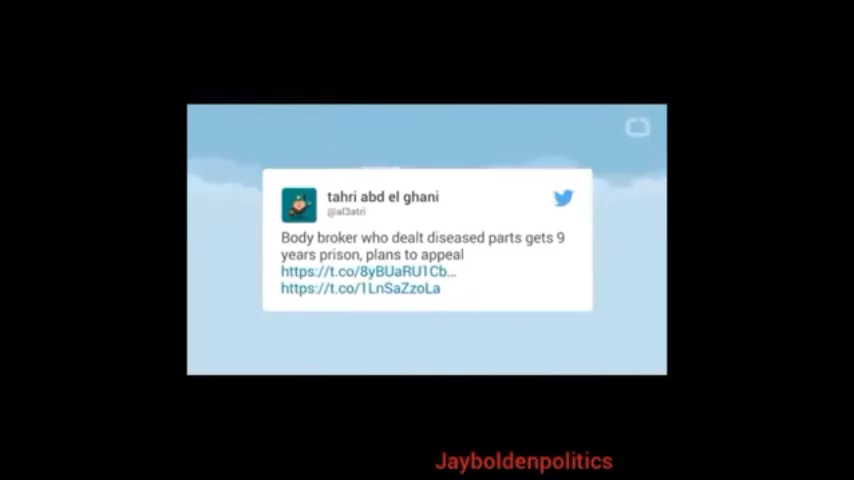 tahri abd el ghani
@al3atri
Body broker who dealt diseased parts gets 9
years prison, plans to appeal
https://t.co/8yBUaRU1Cb…
https://t.co/1LnSaZzoLa
Jayboldenpolitics